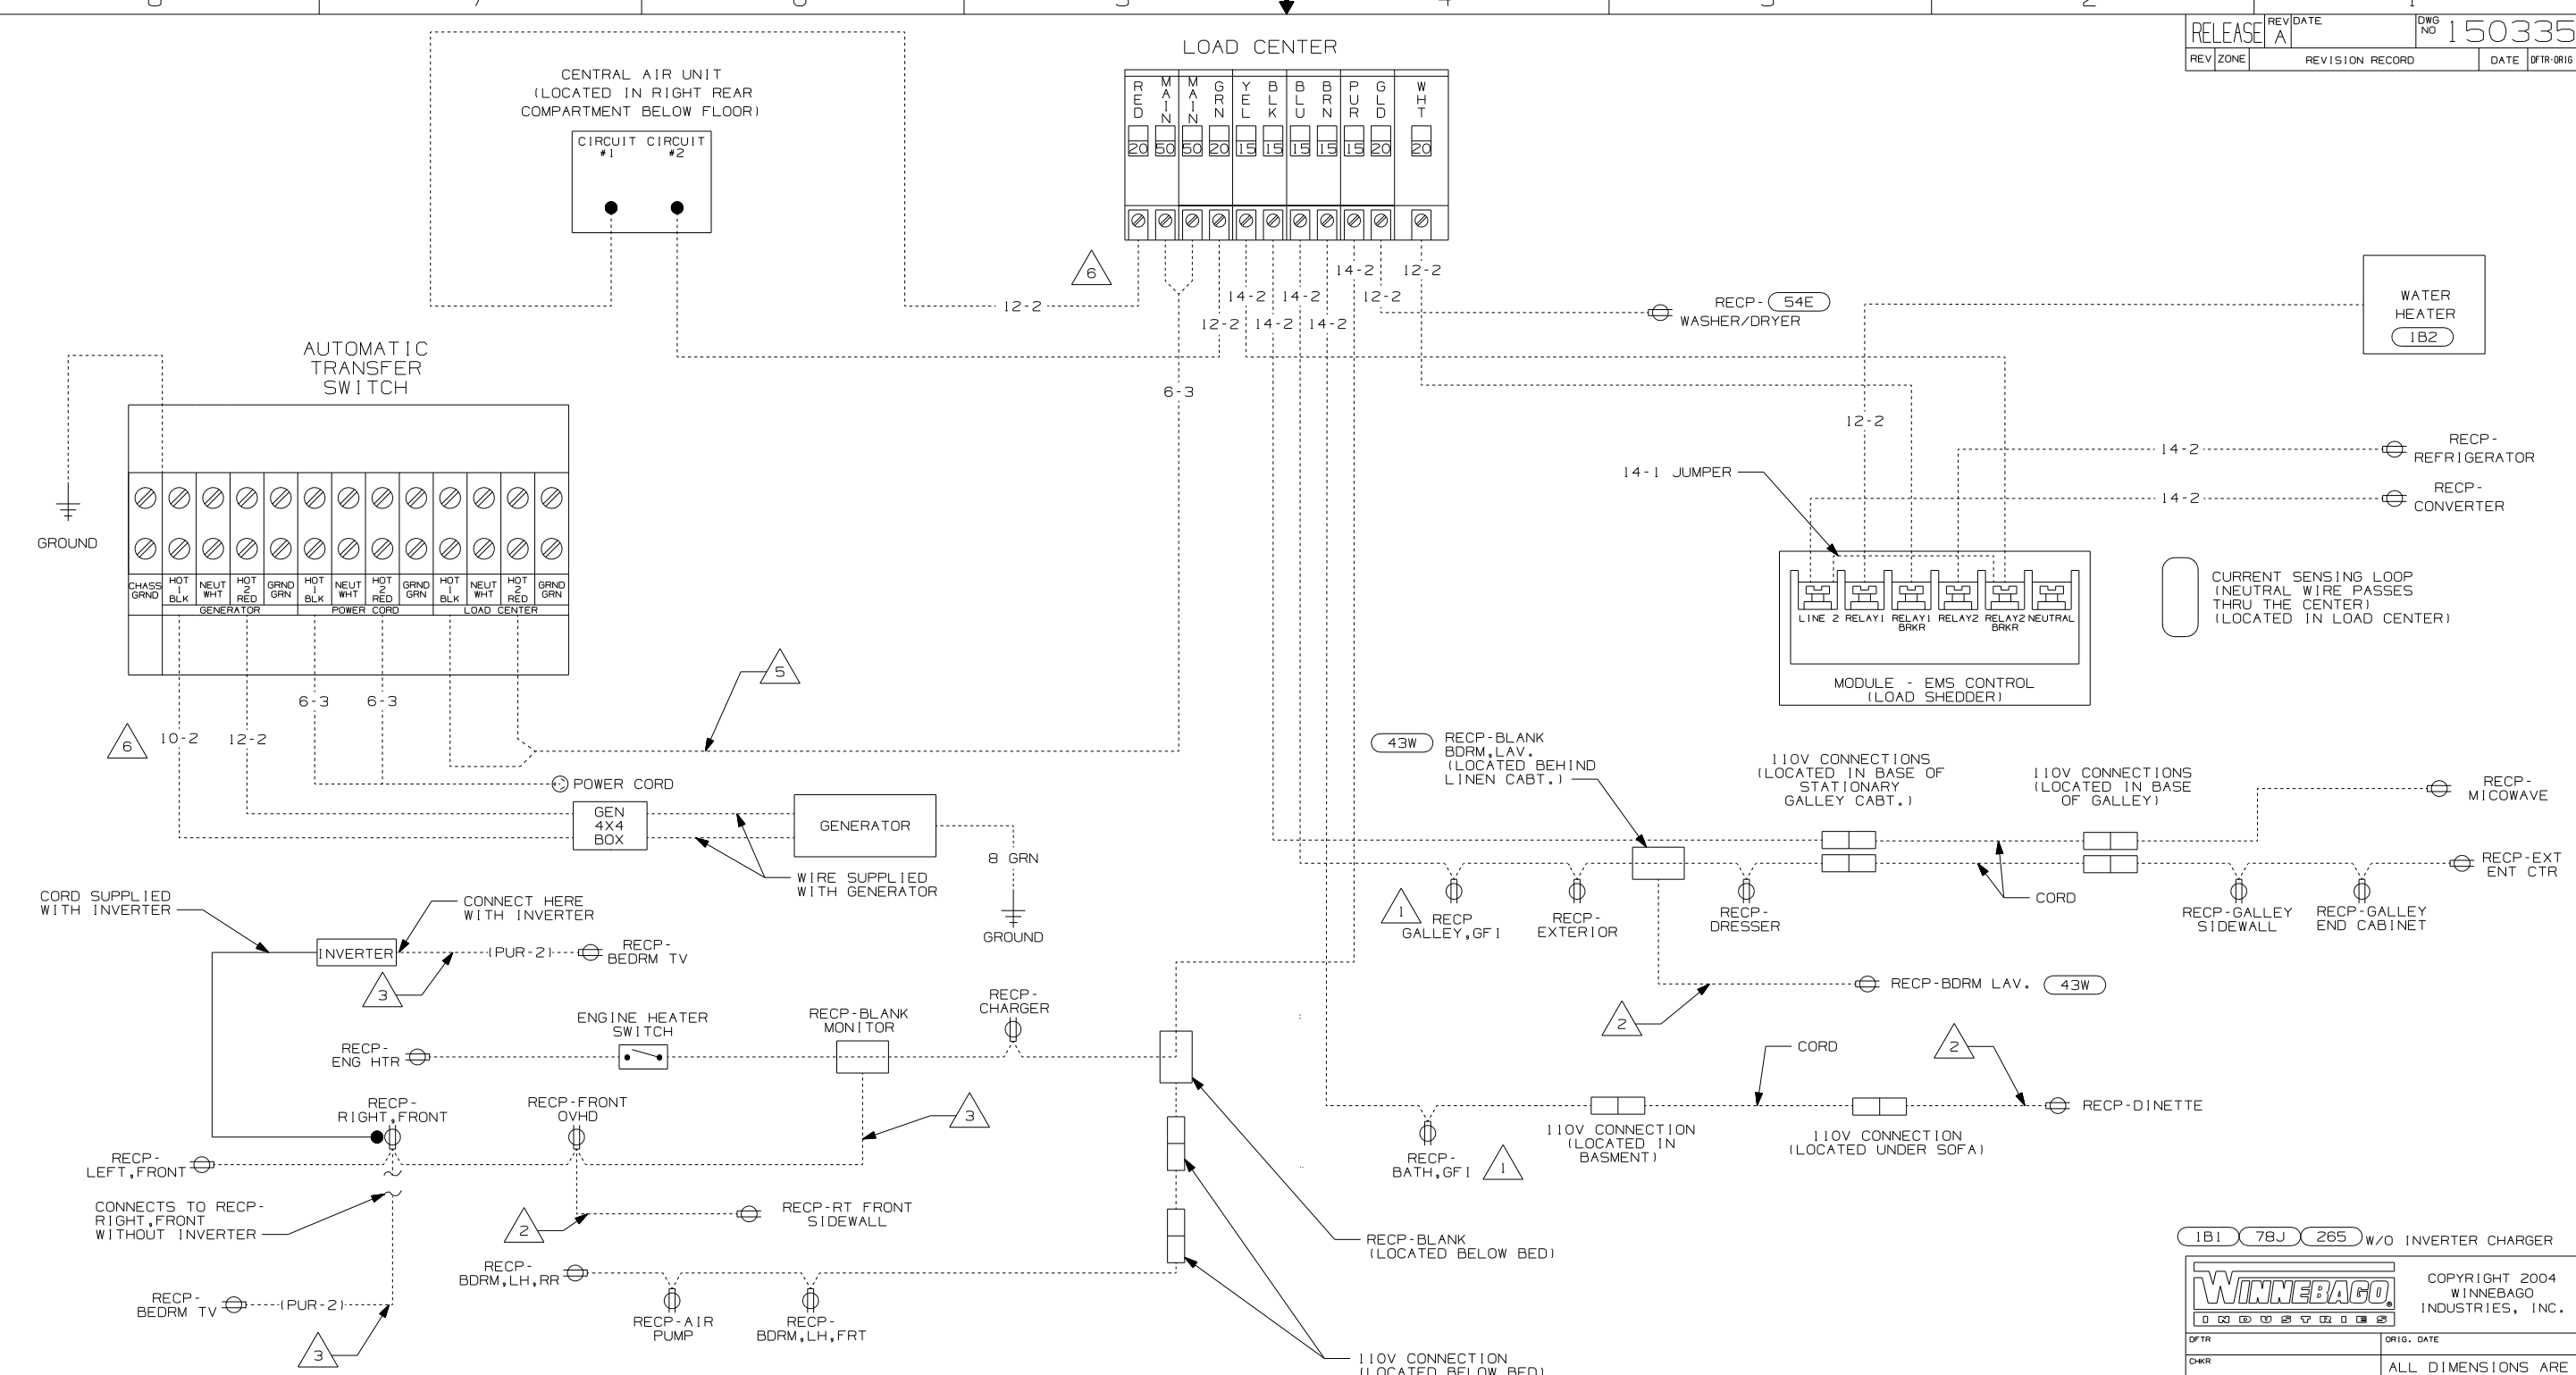 RELEASE
REV
A
DATE
DWG
NO
150335
REV ZONE REVISION RECORD DATE DFTR-ORIG
LOAD CENTER
RED MAIN MAIN GRN YEL BLK BLU BRN PUR GLD WHT
20 50 50 20 15 15 15 15 15 20 20
CENTRAL AIR UNIT
(LOCATED IN RIGHT REAR
COMPARTMENT BELOW FLOOR)
CIRCUIT CIRCUIT
#1 #2
6
12-2
14-2 12-2
14-2 14-2 12-2
12-2 14-2 14-2
6-3
RECP- 54E
WASHER/DRYER
WATER
HEATER
1B2
12-2
14-2
RECP-
REFRIGERATOR
14-2
RECP-
CONVERTER
14-1 JUMPER
AUTOMATIC
TRANSFER
SWITCH
GROUND
CHASS
GRND
HOT
1
BLK
NEUT
WHT
HOT
2
RED
GRND
GRN
HOT
1
BLK
NEUT
WHT
HOT
2
RED
GRND
GRN
HOT
1
BLK
NEUT
WHT
HOT
2
RED
GRND
GRN
GENERATOR POWER CORD LOAD CENTER
LINE 2 RELAY1 RELAY1
BRKR
RELAY2 RELAY2
BRKR
NEUTRAL
MODULE - EMS CONTROL
(LOAD SHEDDER)
CURRENT SENSING LOOP
(NEUTRAL WIRE PASSES
THRU THE CENTER)
(LOCATED IN LOAD CENTER)
5
6-3 6-3
6
10-2 12-2
POWER CORD
GEN
4X4
BOX
GENERATOR
8 GRN
GROUND
WIRE SUPPLIED
WITH GENERATOR
43W
RECP-BLANK
BDRM,LAV.
(LOCATED BEHIND
LINEN CABT.)
110V CONNECTIONS
(LOCATED IN BASE OF
STATIONARY
GALLEY CABT.)
110V CONNECTIONS
(LOCATED IN BASE
OF GALLEY)
RECP-
MICOWAVE
RECP-EXT
ENT CTR
CORD
1
RECP
GALLEY,GFI
RECP-
EXTERIOR
RECP-
DRESSER
RECP-GALLEY
SIDEWALL
RECP-GALLEY
END CABINET
CORD SUPPLIED
WITH INVERTER
CONNECT HERE
WITH INVERTER
INVERTER
(PUR-2)
RECP-
BEDRM TV
3
2
RECP-BDRM LAV. 43W
ENGINE HEATER
SWITCH
RECP-BLANK
MONITOR
RECP-
CHARGER
RECP-
ENG HTR
CORD
2
RECP-DINETTE
3
RECP-
RIGHT,FRONT
RECP-FRONT
OVHD
RECP-
LEFT,FRONT
110V CONNECTION
(LOCATED IN
BASMENT)
110V CONNECTION
(LOCATED UNDER SOFA)
RECP-
BATH,GFI
1
CONNECTS TO RECP-
RIGHT,FRONT
WITHOUT INVERTER
2
RECP-RT FRONT
SIDEWALL
RECP-BLANK
(LOCATED BELOW BED)
RECP-
BDRM,LH,RR
RECP-
BEDRM TV
(PUR-2)
3
RECP-AIR
PUMP
RECP-
BDRM,LH,FRT
110V CONNECTION
(LOCATED BELOW BED)
1B1 78J 265 W/O INVERTER CHARGER
WINNEBAGO
INDUSTRIES
COPYRIGHT 2004
WINNEBAGO
INDUSTRIES, INC.
DFTR
ORIG. DATE
CHKR
ALL DIMENSIONS ARE